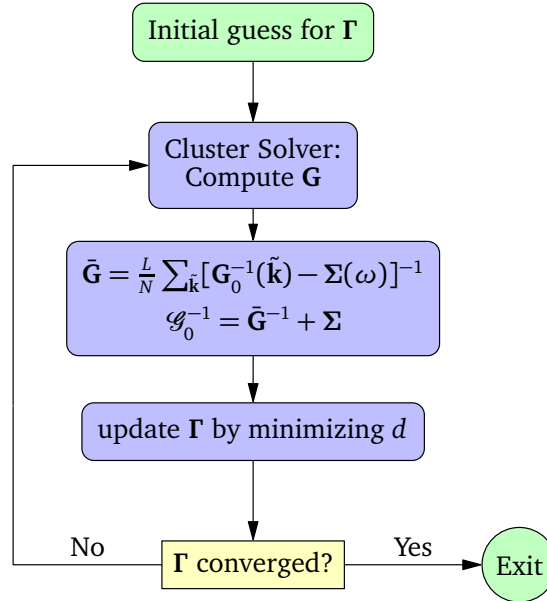 Initial guess for Γ
Cluster Solver:
Compute G
Ḡ = L/N ∑_k̃ [G₀⁻¹(k̃) − Σ(ω)]⁻¹
𝒢₀⁻¹ = Ḡ⁻¹ + Σ
update Γ by minimizing d
No
Γ converged?
Yes
Exit